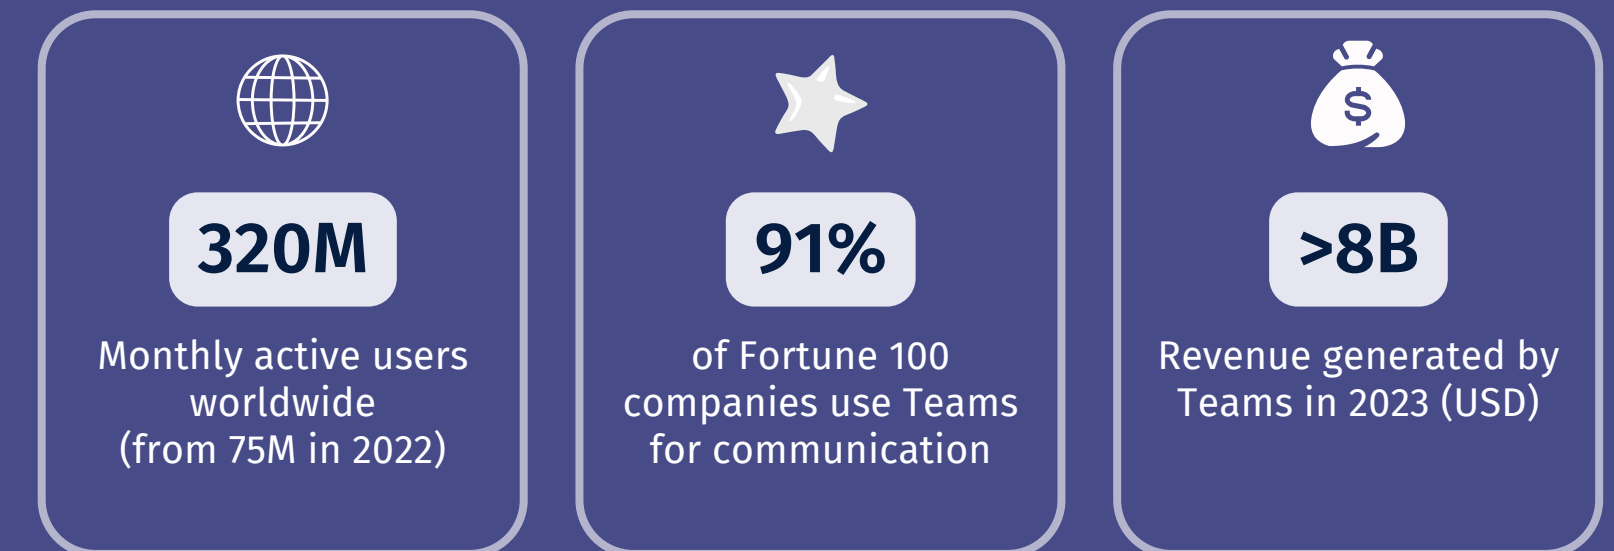 320M
Monthly active users
worldwide
(from 75M in 2022)
91%
of Fortune 100
companies use Teams
for communication
$
>8B
Revenue generated by
Teams in 2023 (USD)